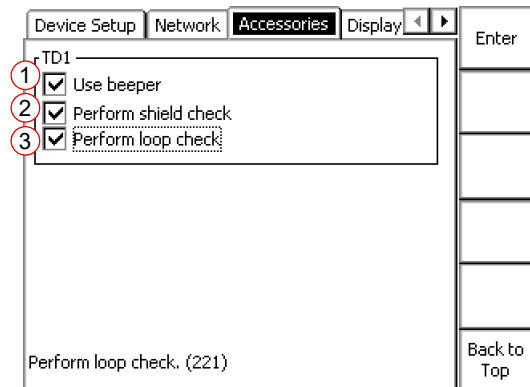 Device Setup Network Accessories Display
Enter
TD1
1 Use beeper
2 Perform shield check
3 Perform loop check
Perform loop check. (221)
Back to
Top